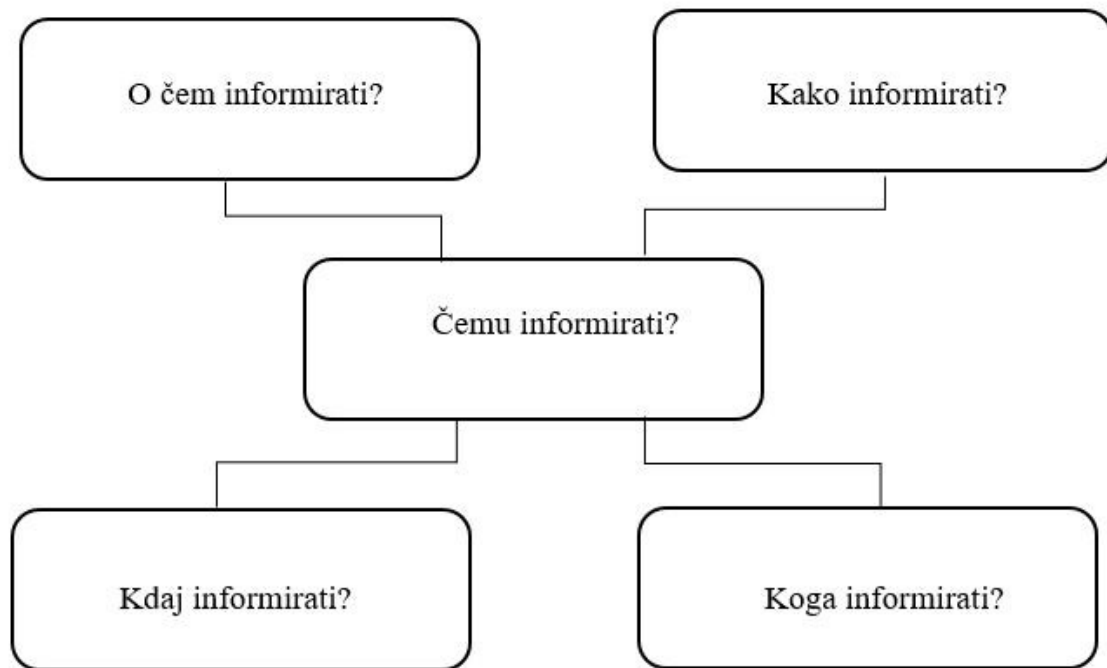 O čem informirati?
Kako informirati?
Čemu informirati?
Kdaj informirati?
Koga informirati?